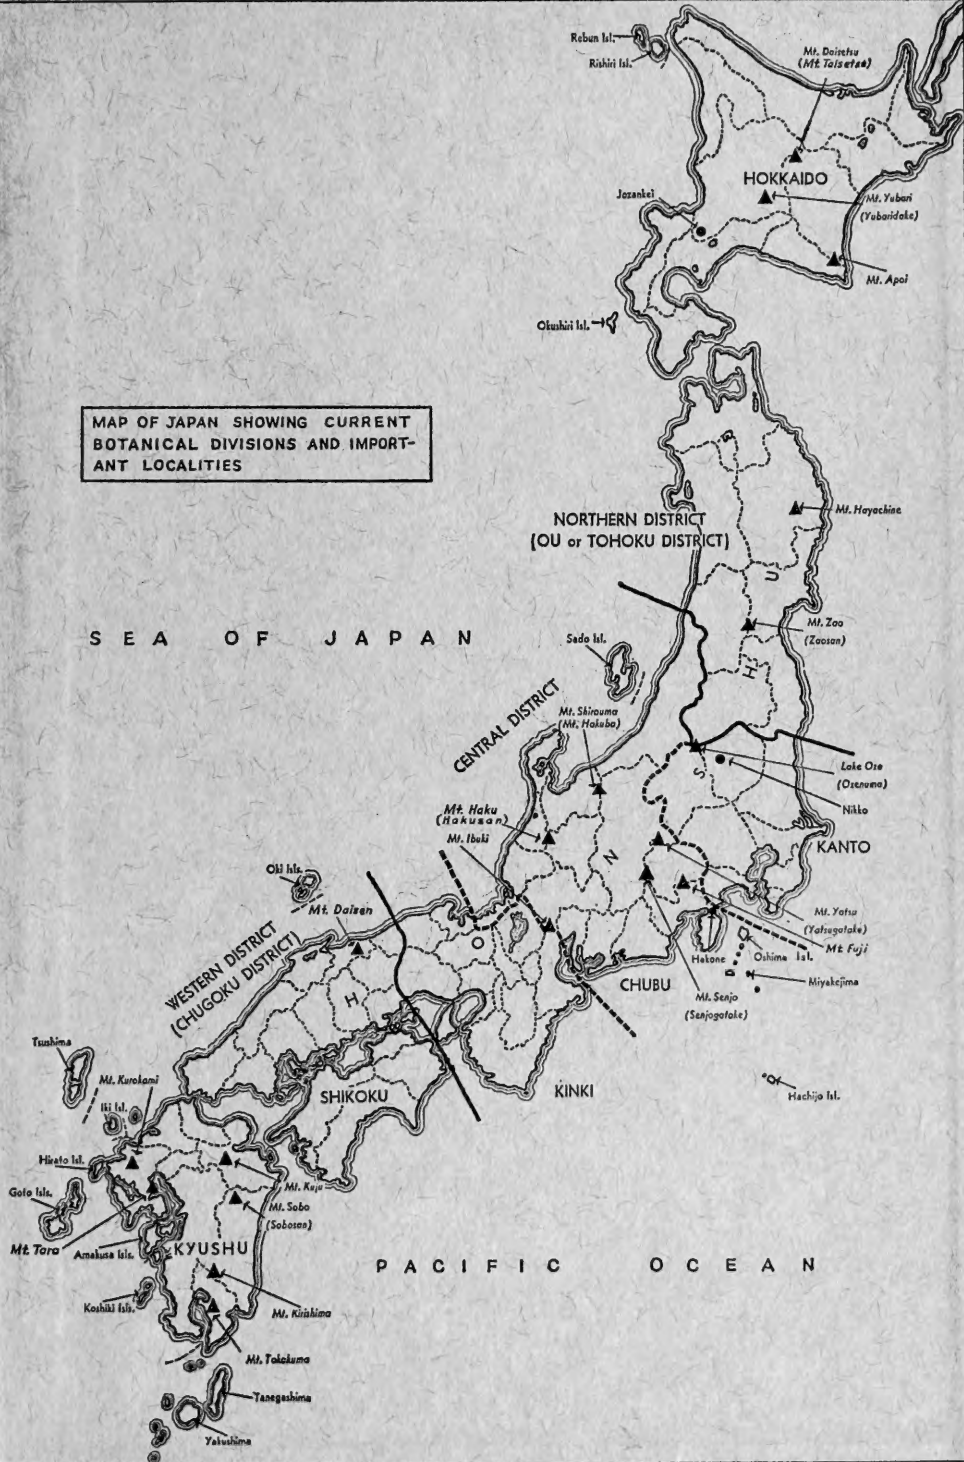 Rebun Isl.
Rishiri Isl.
Mt. Daisetsu
(Mt. Taisetsu)
HOKKAIDO
Jozankei
Mt. Yubari
(Yubaridake)
Mt. Apoi
Okushiri Isl.
MAP OF JAPAN SHOWING CURRENT
BOTANICAL DIVISIONS AND IMPORT-
ANT LOCALITIES
NORTHERN DISTRICT
(OU or TOHOKU DISTRICT)
Mt. Hayachine
SEA OF JAPAN
Mt. Zao
(Zaosan)
Sado Isl.
CENTRAL DISTRICT
Mt. Shirouma
(Mt. Hakuba)
Lake Oze
(Ozenuma)
Nikko
Mt. Haku
(Hakusan)
Mt. Ibuki
KANTO
Oki Isls.
Mt. Daisen
WESTERN DISTRICT
(CHUGOKU DISTRICT)
HONSHU
Mt. Yatsu
(Yatsugatake)
Mt. Fuji
Hakone
Oshima Isl.
Miyakejima
CHUBU
Mt. Senjo
(Senjogatake)
Hachijo Isl.
KINKI
SHIKOKU
Tsushima
Mt. Kurokami
Iki Isl.
Hirato Isl.
Goto Isls.
Mt. Tara
Amakusa Isls.
KYUSHU
Mt. Kuju
Mt. Sobo
(Sobosan)
PACIFIC OCEAN
Koshiki Isls.
Mt. Kirishima
Mt. Takakuma
Tanegashima
Yakushima